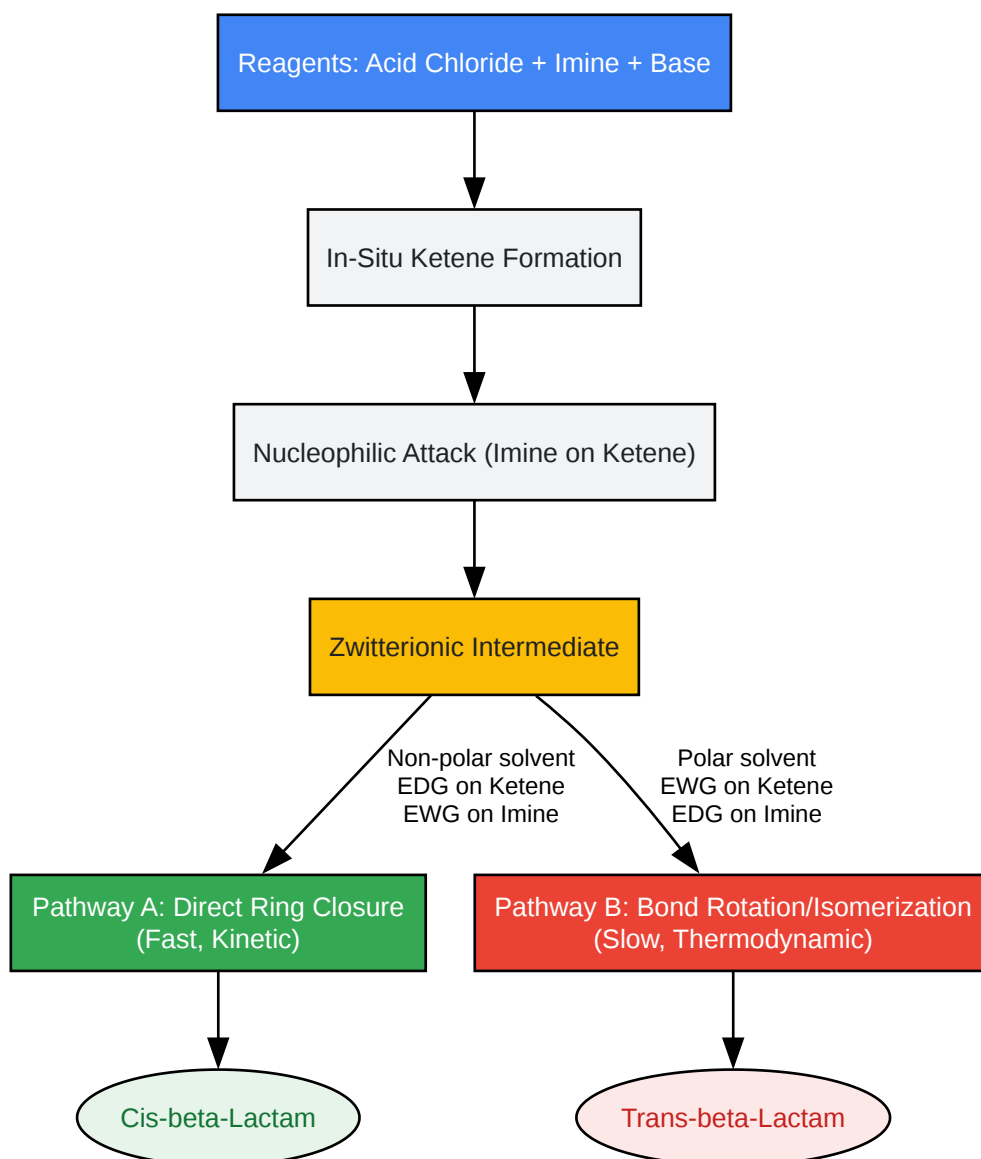 Reagents: Acid Chloride + Imine + Base
In-Situ Ketene Formation
Nucleophilic Attack (Imine on Ketene)
Zwitterionic Intermediate
Non-polar solvent
EDG on Ketene
EWG on Imine
Polar solvent
EWG on Ketene
EDG on Imine
Pathway A: Direct Ring Closure
(Fast, Kinetic)
Pathway B: Bond Rotation/Isomerization
(Slow, Thermodynamic)
Cis-beta-Lactam
Trans-beta-Lactam